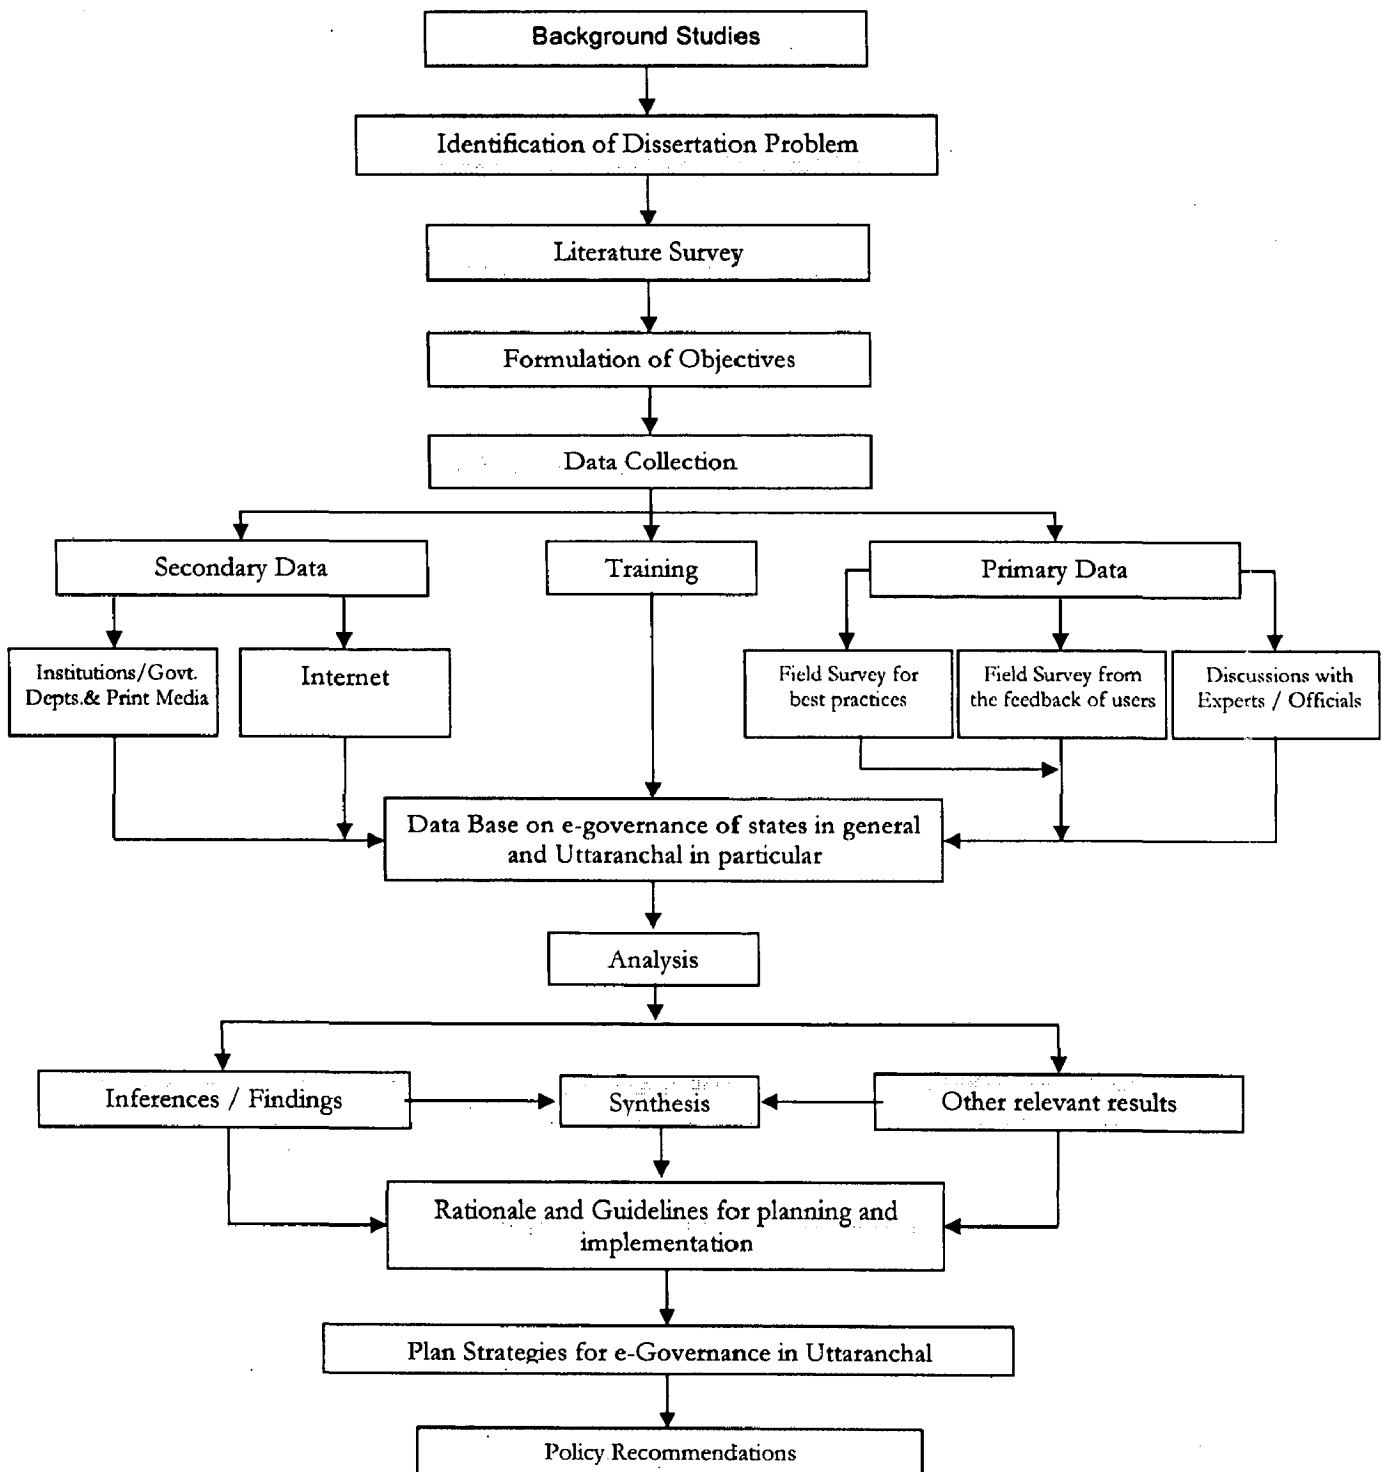 Background Studies
Identification of Dissertation Problem
Literature Survey
Formulation of Objectives
Data Collection
Secondary Data
Training
Primary Data
Institutions/Govt.
Depts.& Print Media
Internet
Field Survey for
best practices
Field Survey from
the feedback of users
Discussions with
Experts / Officials
Data Base on e-governance of states in general
and Uttaranchal in particular
Analysis
Inferences / Findings
Synthesis
Other relevant results
Rationale and Guidelines for planning and
implementation
Plan Strategies for e-Governance in Uttaranchal
Policy Recommendations